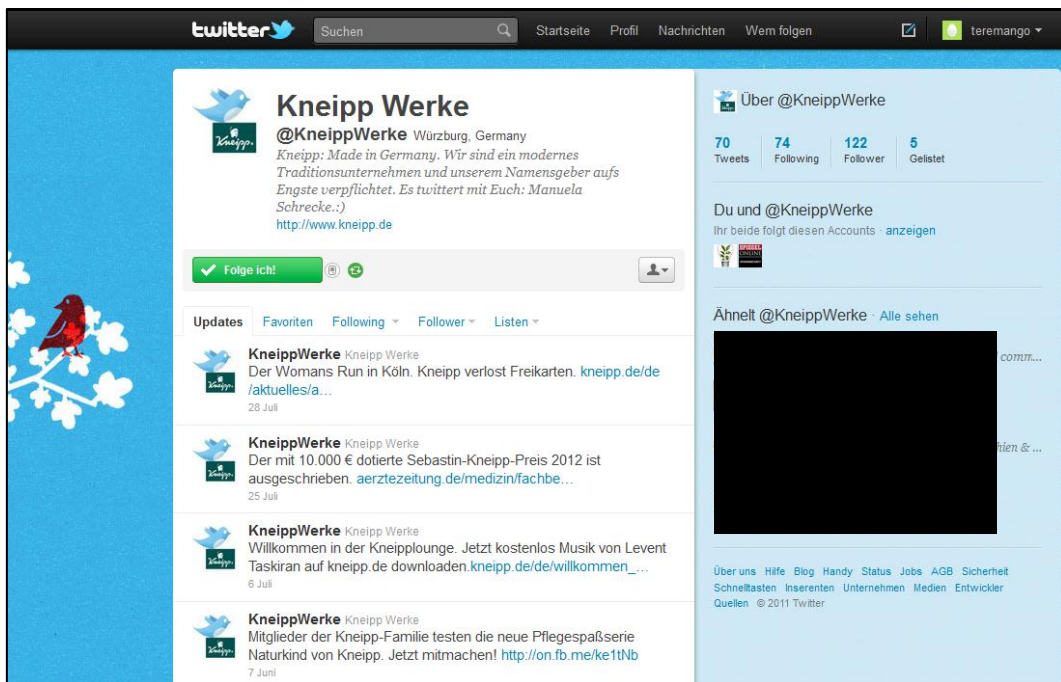 twitter
Suchen
Startseite Profil Nachrichten Wem folgen
teremango
Kneipp.
Kneipp Werke
@KneippWerke Würzburg, Germany
Kneipp: Made in Germany. Wir sind ein modernes
Traditionsunternehmen und unserem Namensgeber aufs
Engste verpflichtet. Es twittert mit Euch: Manuela
Schrecke.:)
http://www.kneipp.de
Folge ich!
Updates Favoriten Following Follower Listen
Kneipp.
KneippWerke Kneipp Werke
Der Womans Run in Köln. Kneipp verlost Freikarten. kneipp.de/de
/aktuelles/a…
28 Juli
Kneipp.
KneippWerke Kneipp Werke
Der mit 10.000 € dotierte Sebastin-Kneipp-Preis 2012 ist
ausgeschrieben. aerztezeitung.de/medizin/fachbe…
25 Juli
Kneipp.
KneippWerke Kneipp Werke
Willkommen in der Kneipplounge. Jetzt kostenlos Musik von Levent
Taskiran auf kneipp.de downloaden.kneipp.de/de/willkommen_…
6 Juli
Kneipp.
KneippWerke Kneipp Werke
Mitglieder der Kneipp-Familie testen die neue Pflegespaßserie
Naturkind von Kneipp. Jetzt mitmachen! http://on.fb.me/ke1tNb
7 Juni
Über @KneippWerke
70 74 122 5
Tweets Following Follower Gelistet
Du und @KneippWerke
Ihr beide folgt diesen Accounts · anzeigen
SPIEGEL
ONLINE
Ähnelt @KneippWerke · Alle sehen
comm...
hien & ...
Über uns Hilfe Blog Handy Status Jobs AGB Sicherheit
Schnelltasten Inserenten Unternehmen Medien Entwickler
Quellen © 2011 Twitter